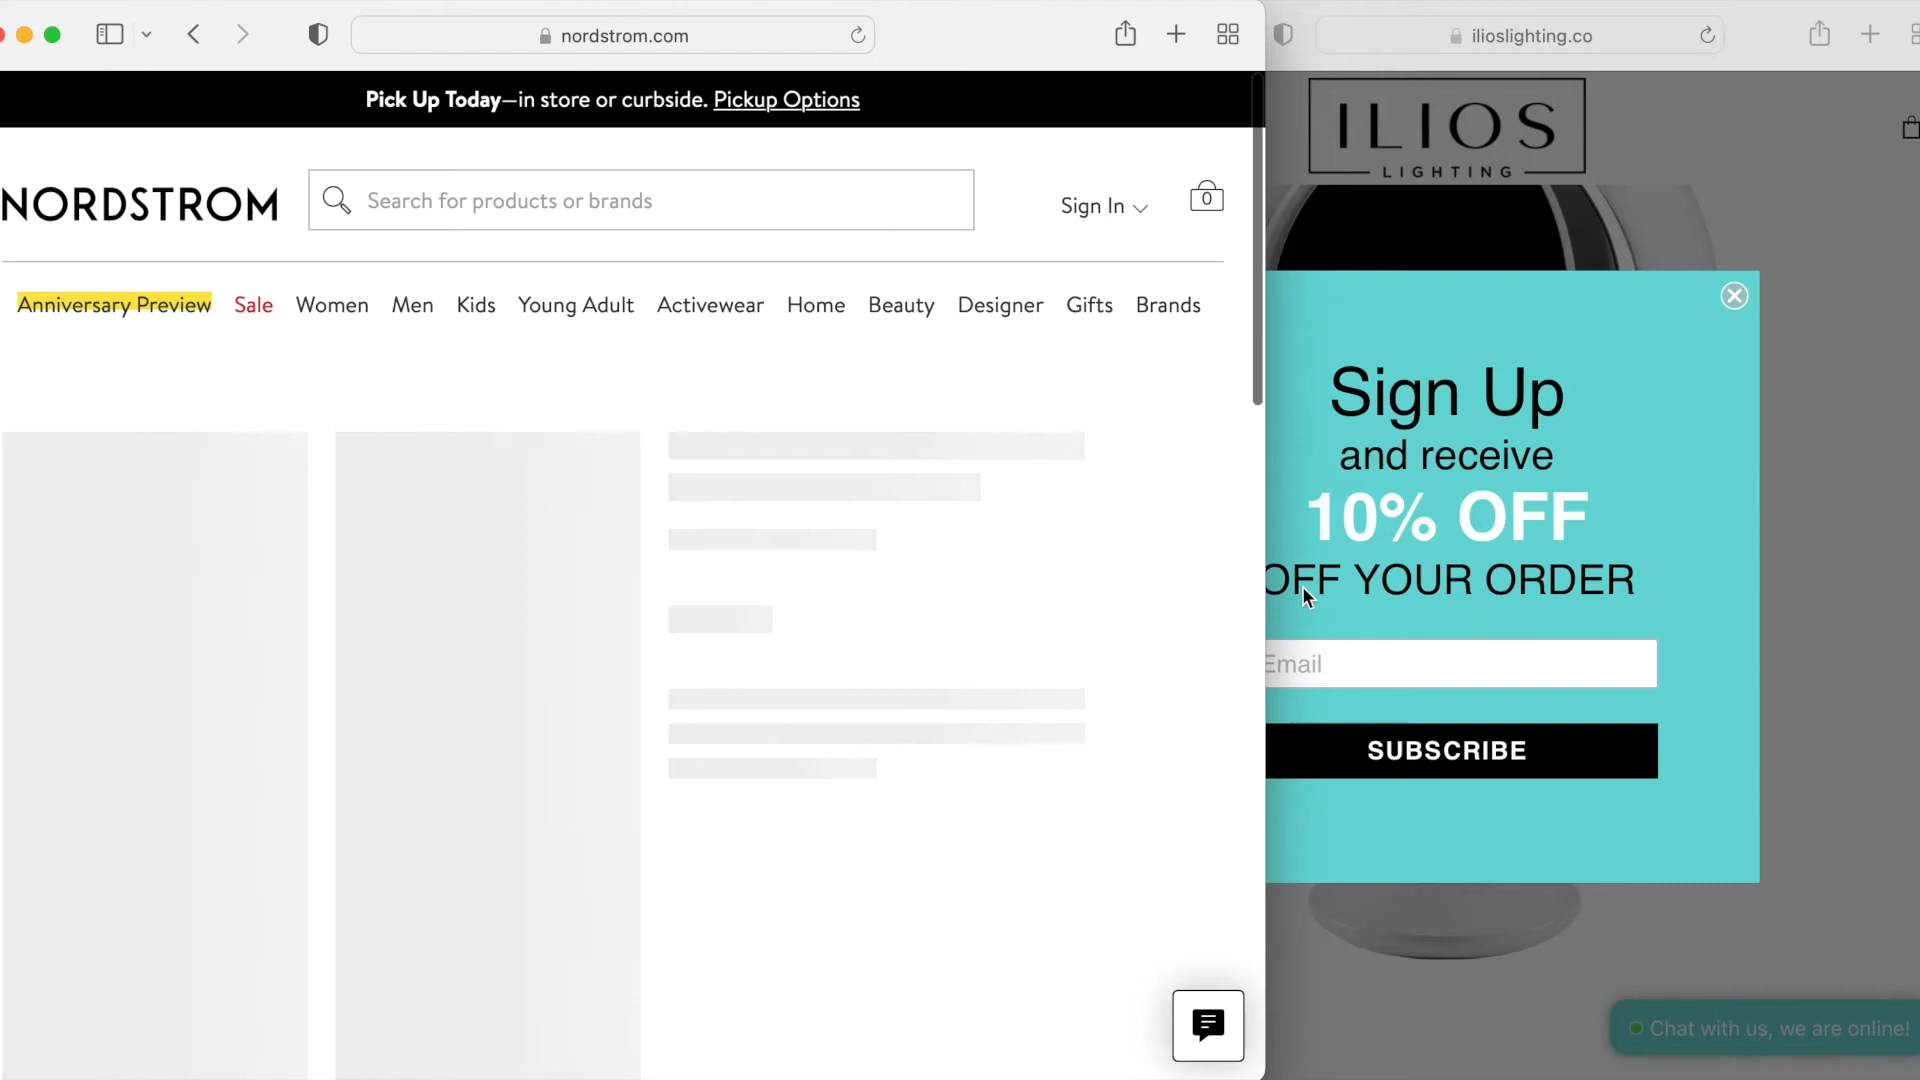 nordstrom.com
Pick Up Today—in store or curbside. Pickup Options
NORDSTROM
Search for products or brands
Sign In
0
Anniversary Preview Sale Women Men Kids Young Adult Activewear Home Beauty Designer Gifts Brands
ilioslighting.co
ILIOS
LIGHTING
Sign Up
and receive
10% OFF
OFF YOUR ORDER
Email
SUBSCRIBE
Chat with us, we are online!